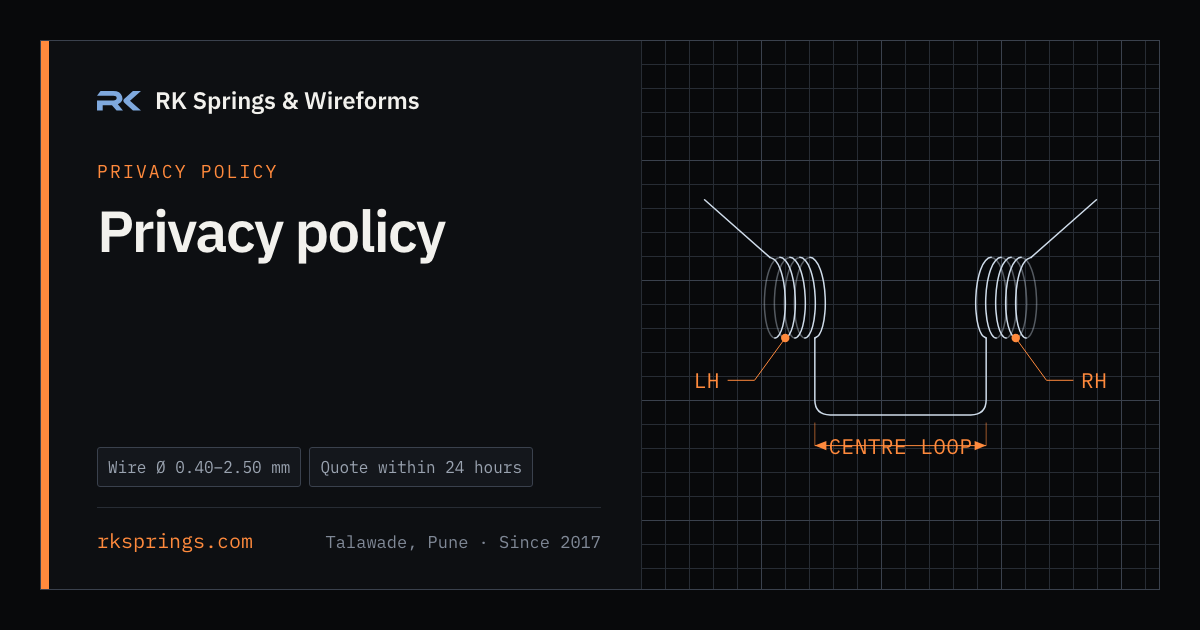 RK RK Springs & Wireforms
PRIVACY POLICY
Privacy policy
Wire Ø 0.40–2.50 mm
Quote within 24 hours
rksprings.com
Talawade, Pune · Since 2017
LH
RH
CENTRE LOOP